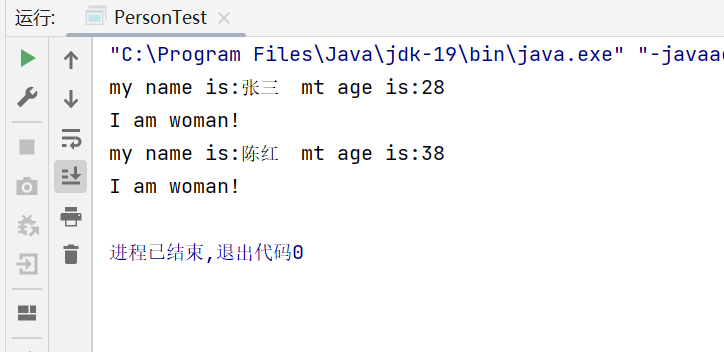 运行: PersonTest
"C:\Program Files\Java\jdk-19\bin\java.exe" "-javaa
my name is:张三  mt age is:28
I am woman!
my name is:陈红  mt age is:38
I am woman!
进程已结束,退出代码0